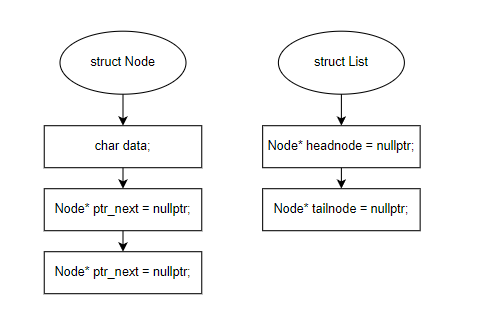 struct Node
char data;
Node* ptr_next = nullptr;
Node* ptr_next = nullptr;
struct List
Node* headnode = nullptr;
Node* tailnode = nullptr;